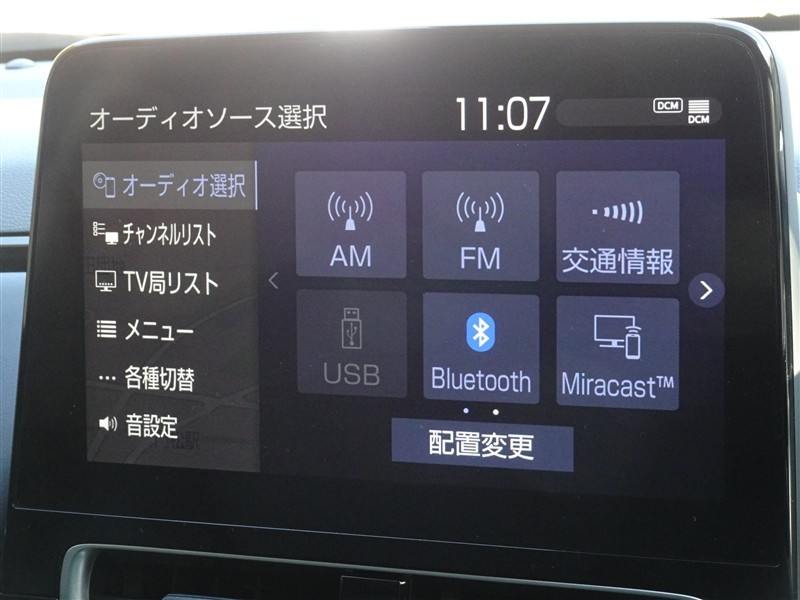 オーディオソース選択
11:07
DCM
DCM
オーディオ選択
チャンネルリスト
TV局リスト
メニュー
各種切替
音設定
AM
FM
交通情報
USB
Bluetooth
Miracast™
配置変更